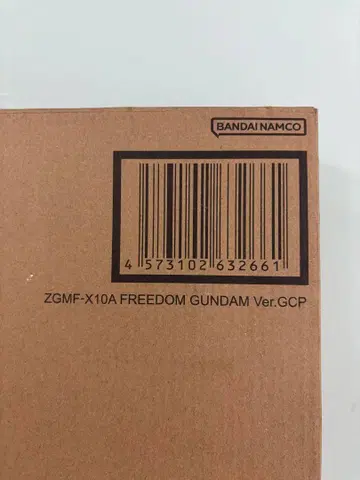 BANDAI NAMCO
4 573102 632661
ZGMF-X10A FREEDOM GUNDAM Ver.GCP